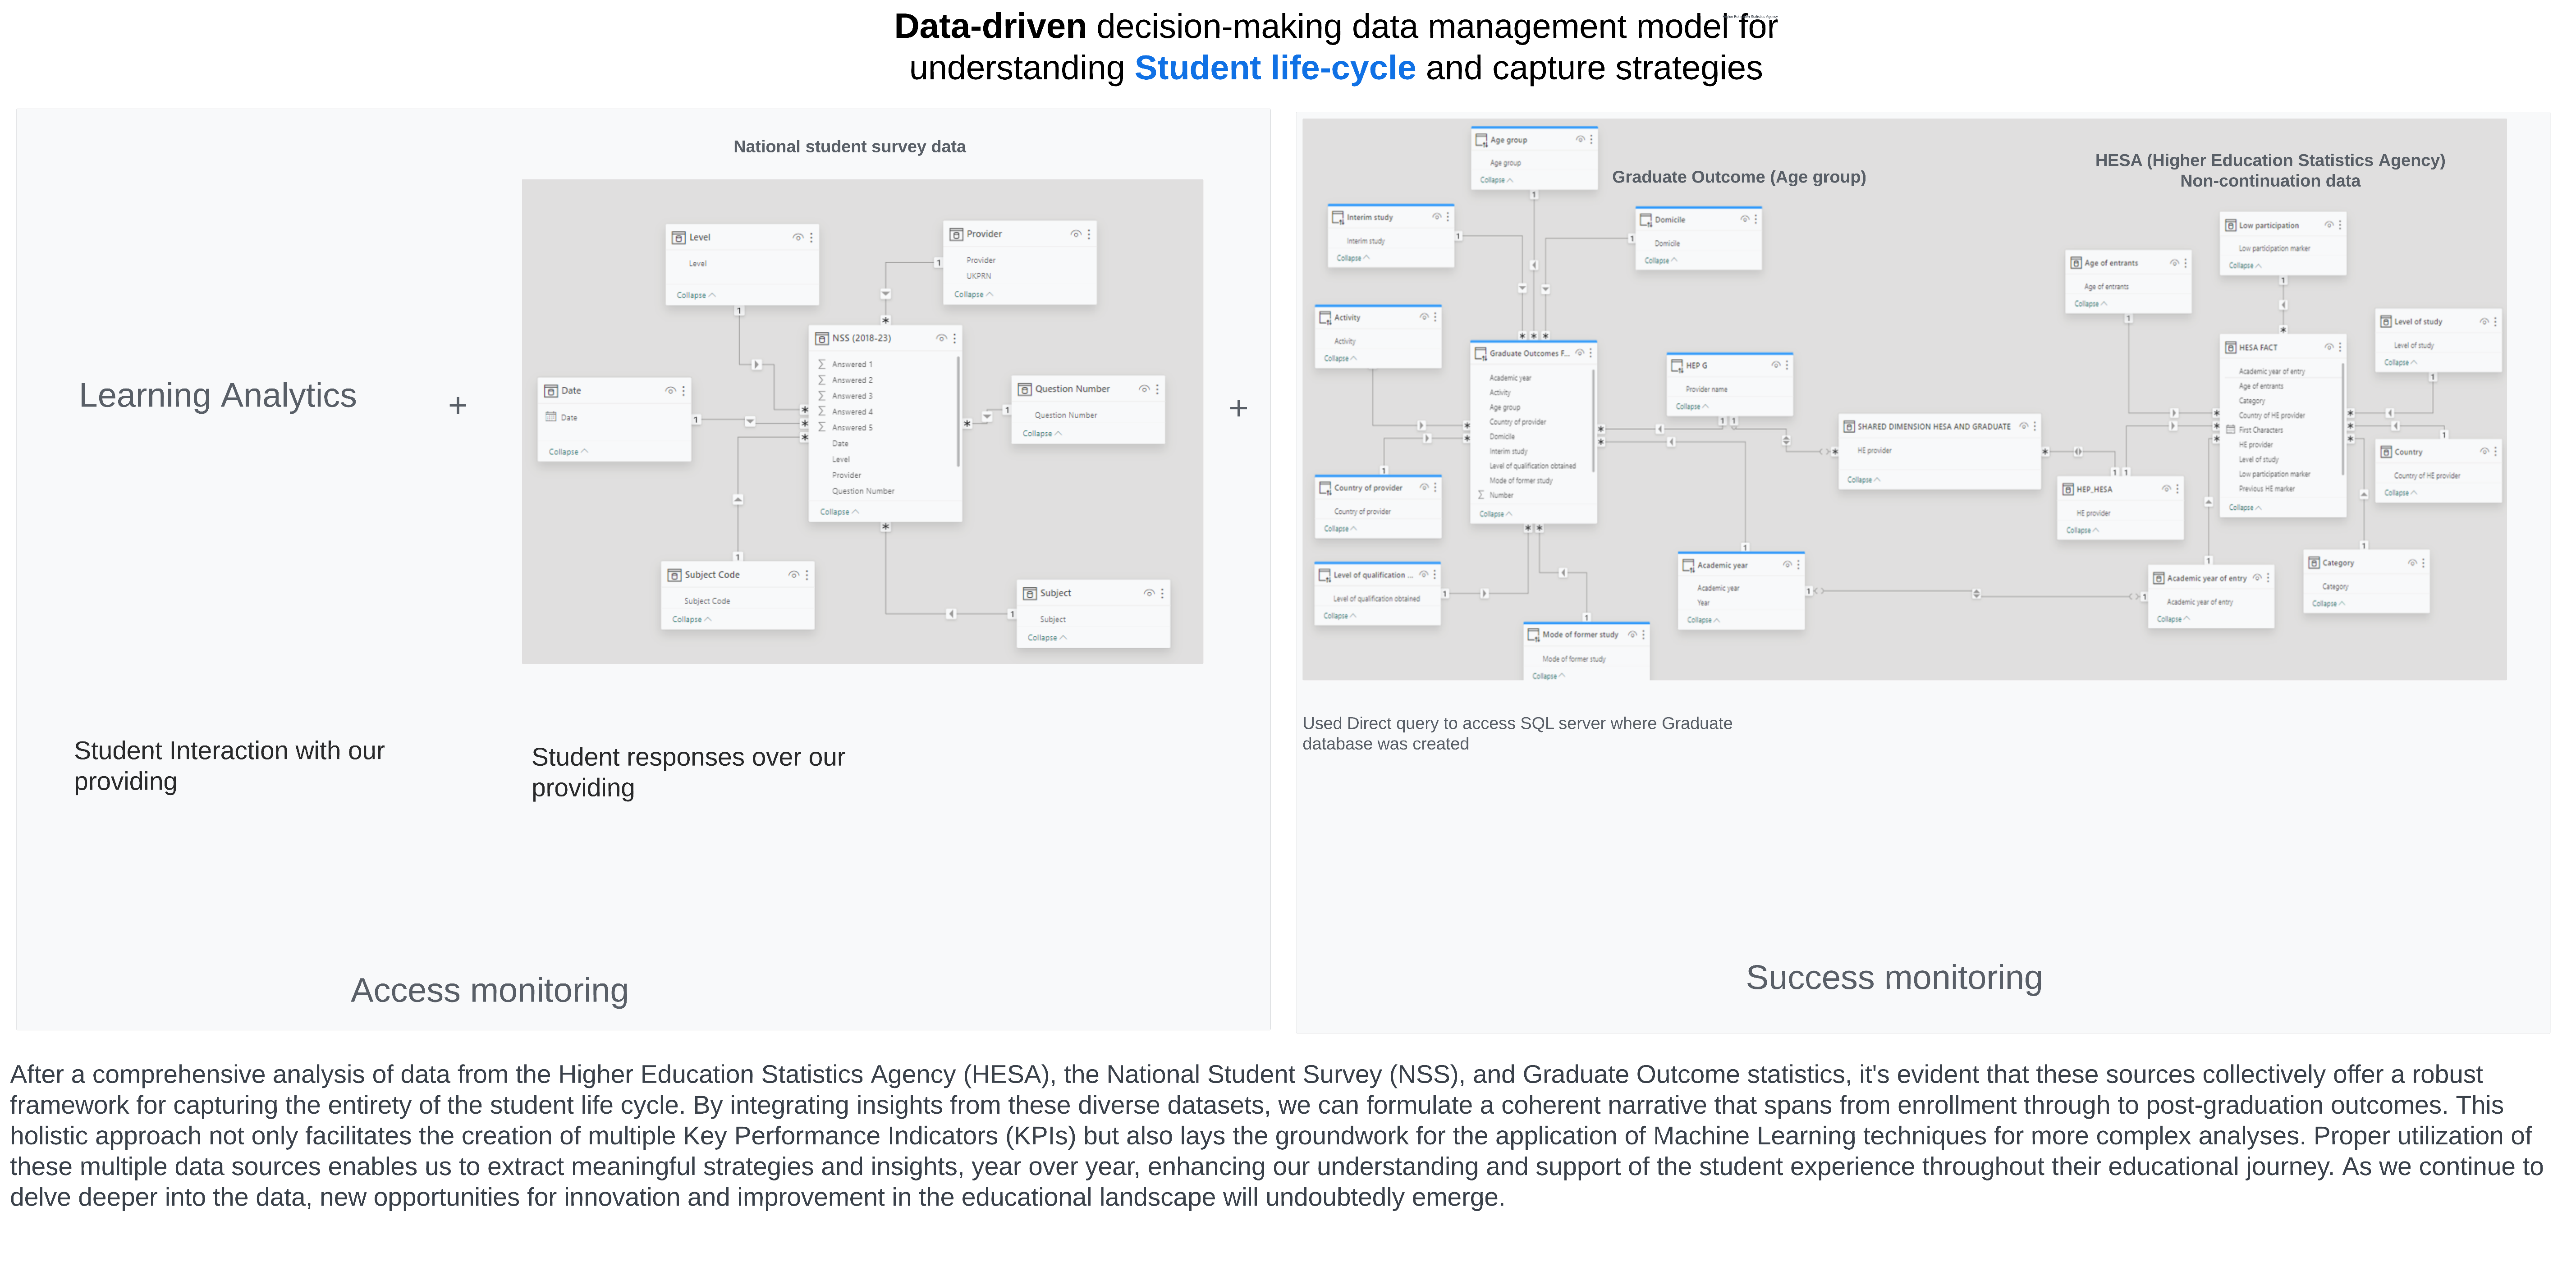 Data-driven decision-making data management model for
understanding Student life-cycle and capture strategies
National student survey data
Learning Analytics
+
Level
Level
Collapse
Provider
Provider
UKPRN
Collapse
NSS (2018-23)
Answered 1
Answered 2
Answered 3
Answered 4
Answered 5
Date
Level
Provider
Question Number
Collapse
Date
Date
Collapse
Question Number
Question Number
Collapse
Subject Code
Subject Code
Collapse
Subject
Subject
Collapse
+
Student Interaction with our
providing
Student responses over our
providing
Access monitoring
Graduate Outcome (Age group)
HESA (Higher Education Statistics Agency)
Non-continuation data
Age group
Age group
Collapse
Interim study
Interim study
Collapse
Domicile
Domicile
Collapse
Activity
Activity
Collapse
Graduate Outcomes F...
Academic year
Activity
Age group
Country of provider
Domicile
Interim study
Level of qualification obtained
Mode of former study
Number
Collapse
HEP G
Provider name
Collapse
Country of provider
Country of provider
Collapse
Level of qualification ...
Level of qualification obtained
Collapse
Mode of former study
Mode of former study
Collapse
Academic year
Academic year
Year
Collapse
SHARED DIMENSION HESA AND GRADUATE
HE provider
Collapse
Low participation
Low participation marker
Collapse
Age of entrants
Age of entrants
Collapse
Level of study
Level of study
Collapse
HESA FACT
Academic year of entry
Age of entrants
Category
Country of HE provider
First Characters
HE provider
Level of study
Low participation marker
Previous HE marker
Collapse
Country
Country of HE provider
Collapse
HEP_HESA
HE provider
Collapse
Academic year of entry
Academic year of entry
Collapse
Category
Category
Collapse
Used Direct query to access SQL server where Graduate
database was created
Success monitoring
After a comprehensive analysis of data from the Higher Education Statistics Agency (HESA), the National Student Survey (NSS), and Graduate Outcome statistics, it's evident that these sources collectively offer a robust
framework for capturing the entirety of the student life cycle. By integrating insights from these diverse datasets, we can formulate a coherent narrative that spans from enrollment through to post-graduation outcomes. This
holistic approach not only facilitates the creation of multiple Key Performance Indicators (KPIs) but also lays the groundwork for the application of Machine Learning techniques for more complex analyses. Proper utilization of
these multiple data sources enables us to extract meaningful strategies and insights, year over year, enhancing our understanding and support of the student experience throughout their educational journey. As we continue to
delve deeper into the data, new opportunities for innovation and improvement in the educational landscape will undoubtedly emerge.